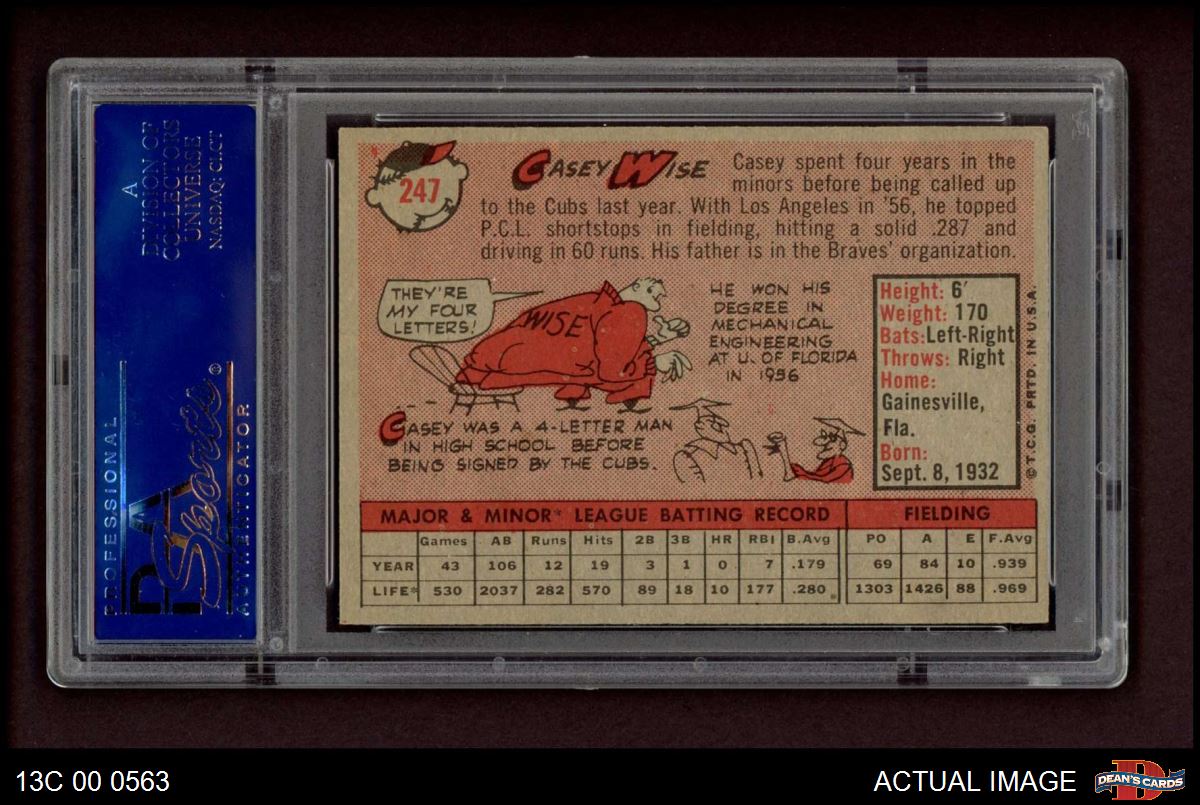 A
DIVISION OF
COLLECTORS
UNIVERSE
NASDAQ: CLCT
PROFESSIONAL
PSA
Sports®
AUTHENTICATOR
247
CASEY WISE
Casey spent four years in the
minors before being called up
to the Cubs last year. With Los Angeles in '56, he topped
P.C.L. shortstops in fielding, hitting a solid .287 and
driving in 60 runs. His father is in the Braves' organization.
THEY'RE
MY FOUR
LETTERS!
WISE
HE WON HIS
DEGREE IN
MECHANICAL
ENGINEERING
AT U. OF FLORIDA
IN 1956
CASEY WAS A 4-LETTER MAN
IN HIGH SCHOOL BEFORE
BEING SIGNED BY THE CUBS.
Height: 6'
Weight: 170
Bats: Left-Right
Throws: Right
Home:
Gainesville,
Fla.
Born:
Sept. 8, 1932
© T.C.G. PRTD. IN U.S.A.
MAJOR & MINOR* LEAGUE BATTING RECORD FIELDING
Games AB Runs Hits 2B 3B HR RBI B.Avg PO A E F.Avg
YEAR 43 106 12 19 3 1 0 7 .179 69 84 10 .939
LIFE* 530 2037 282 570 89 18 10 177 .280 1303 1426 88 .969
13C 00 0563
ACTUAL IMAGE
D
DEAN'S CARDS